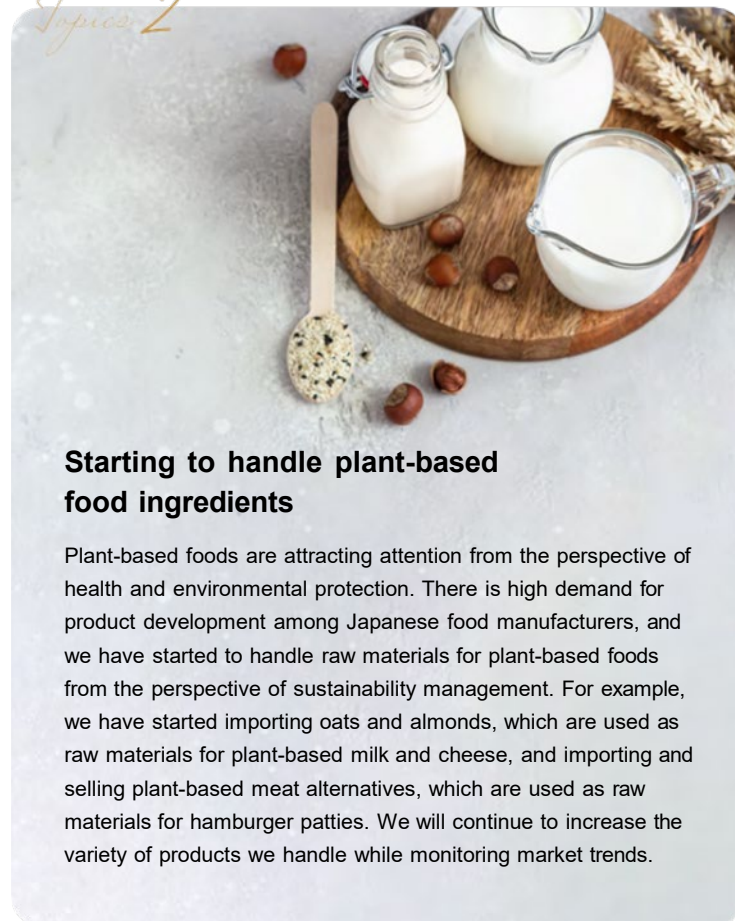 Topics 2
Starting to handle plant-based
food ingredients
Plant-based foods are attracting attention from the perspective of
health and environmental protection. There is high demand for
product development among Japanese food manufacturers, and
we have started to handle raw materials for plant-based foods
from the perspective of sustainability management. For example,
we have started importing oats and almonds, which are used as
raw materials for plant-based milk and cheese, and importing and
selling plant-based meat alternatives, which are used as raw
materials for hamburger patties. We will continue to increase the
variety of products we handle while monitoring market trends.